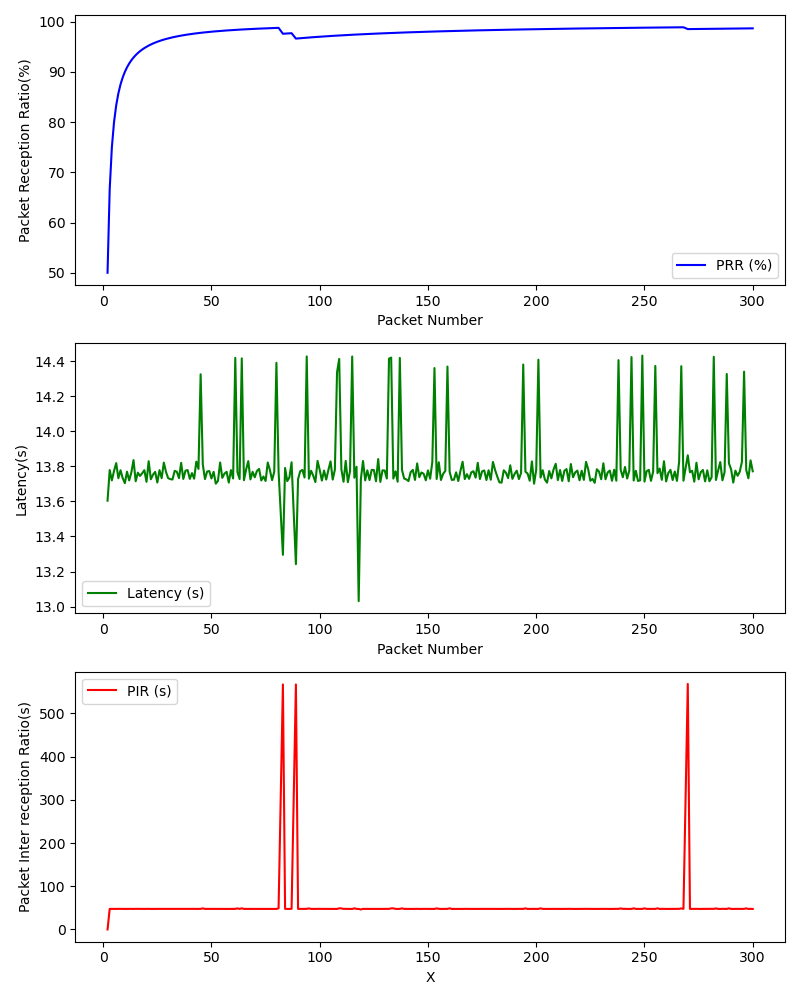 100
90
80
70
60
50
Packet Reception Ratio(%)
PRR (%)
0 50 100 150 200 250 300
Packet Number
14.4
14.2
14.0
13.8
13.6
13.4
13.2
13.0
Latency(s)
Latency (s)
0 50 100 150 200 250 300
Packet Number
PIR (s)
500
400
300
200
100
0
Packet Inter reception Ratio(s)
0 50 100 150 200 250 300
X